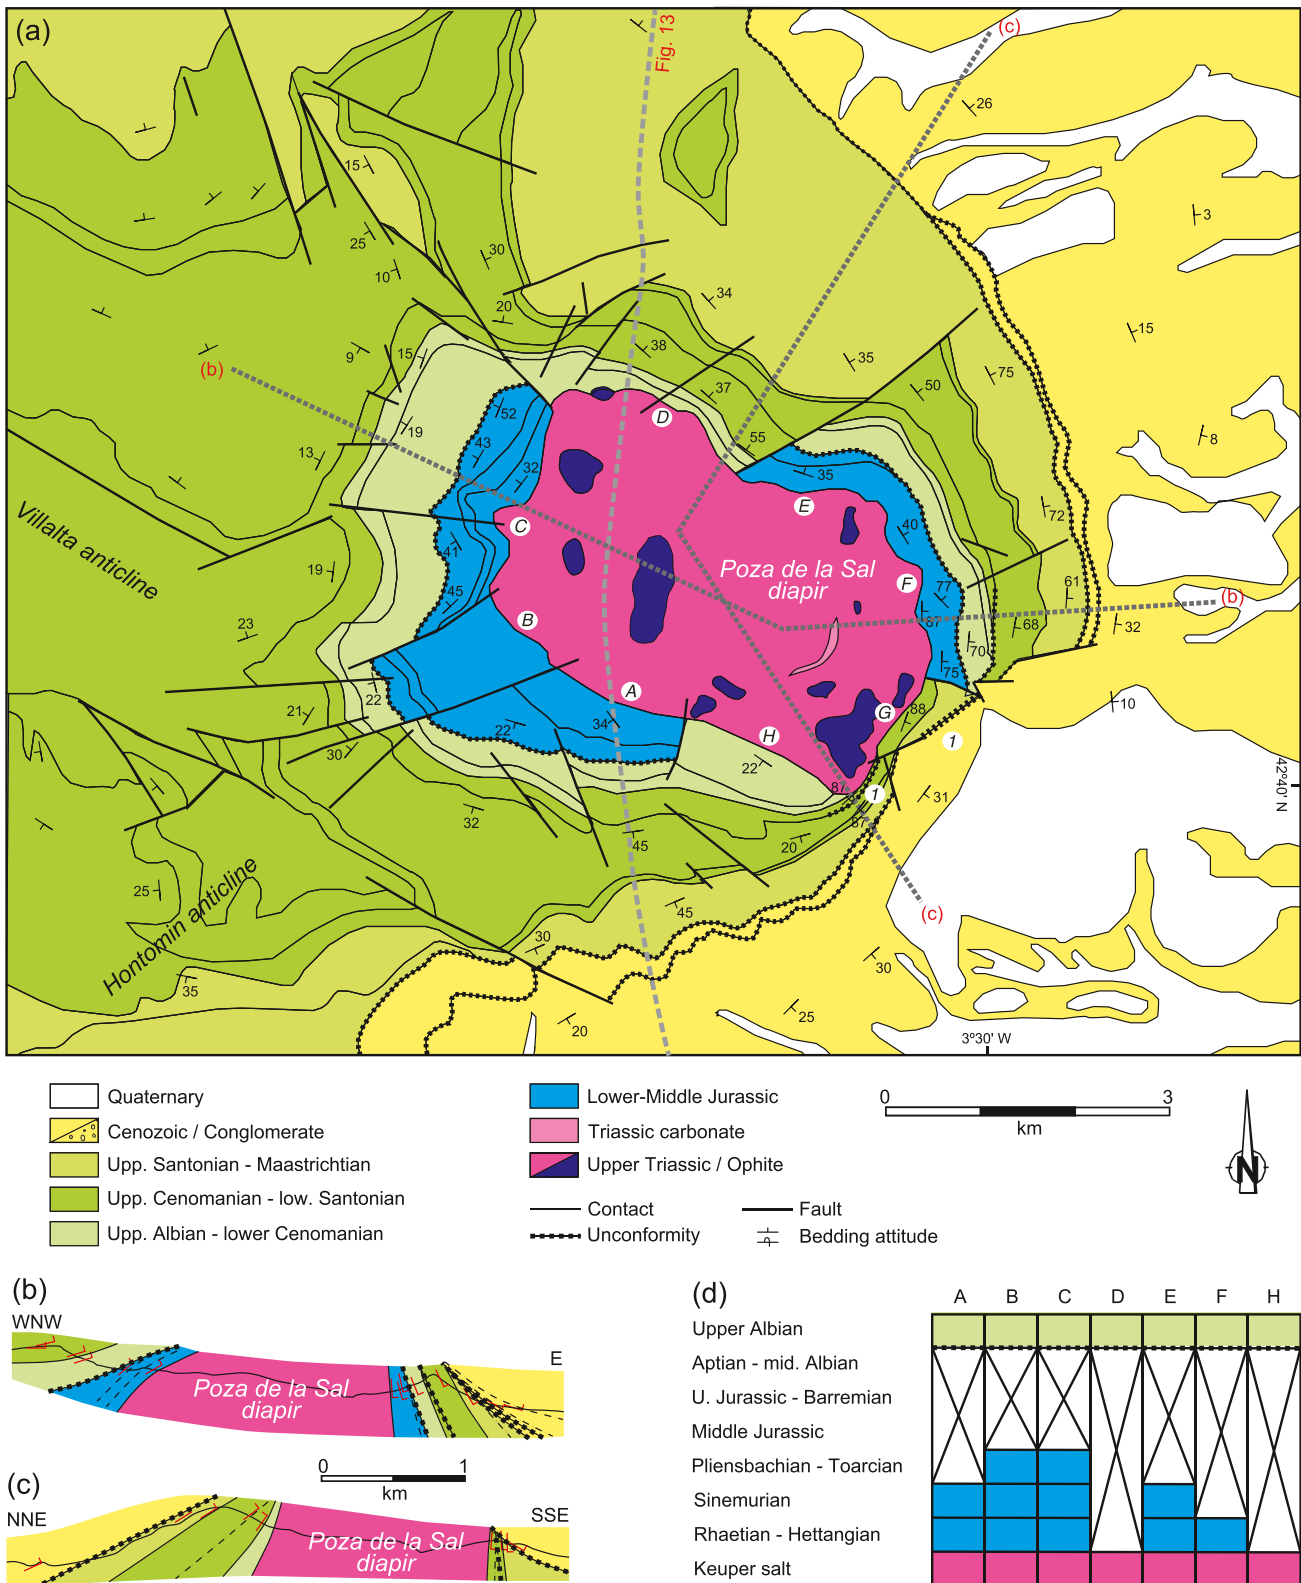 (a)
Fig. 13
(c)
26
15
3
25
30
10
20
34
15
38
35
9
15
75
(b)
37
50
52
19
D
55
8
43
13
32
35
E
72
C
40
Villalta anticline
41
19
Poza de la Sal
diapir
F
77
61
45
(b)
B
67
68
32
23
70
75
22
A
10
21
34
G
88
22
H
1
30
22
42º40' N
87
1
31
32
87
45
20
25
45
(c)
Hontomin anticline
30
30
35
25
20
3º30' W
Quaternary
Cenozoic / Conglomerate
Upp. Santonian - Maastrichtian
Upp. Cenomanian - low. Santonian
Upp. Albian - lower Cenomanian
Lower-Middle Jurassic
Triassic carbonate
Upper Triassic / Ophite
Contact
Fault
Unconformity
Bedding attitude
0 3
km
N
(b)
WNW
E
Poza de la Sal
diapir
0 1
km
(c)
NNE
SSE
Poza de la Sal
diapir
(d)
A B C D E F H
Upper Albian
Aptian - mid. Albian
U. Jurassic - Barremian
Middle Jurassic
Pliensbachian - Toarcian
Sinemurian
Rhaetian - Hettangian
Keuper salt